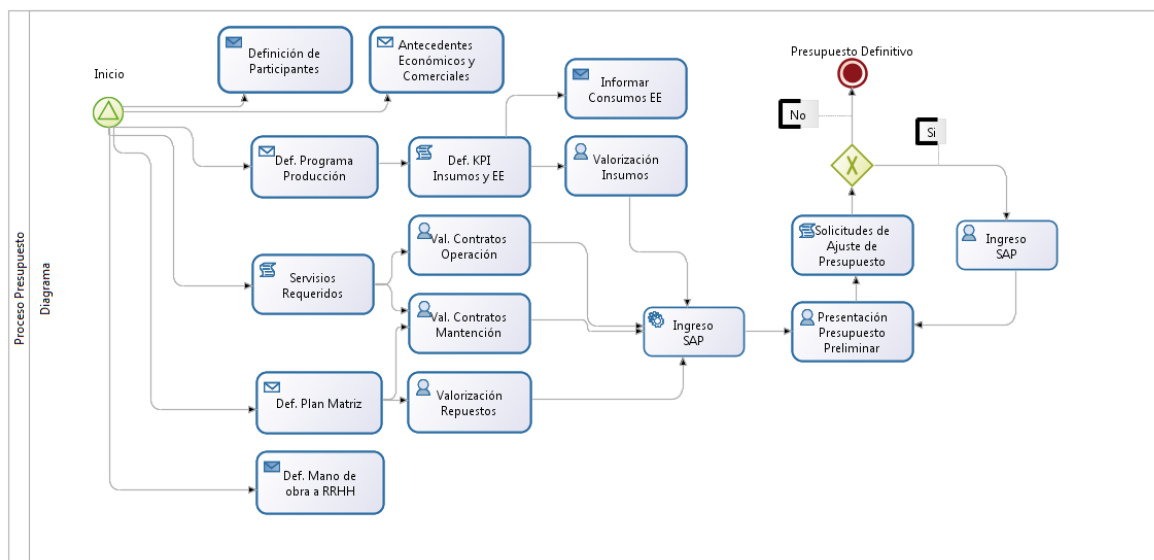 Proceso Presupuesto
Diagrama
Inicio
Definición de
Participantes
Antecedentes
Económicos y
Comerciales
Informar
Consumos EE
Def. Programa
Producción
Def. KPI
Insumos y EE
Valorización
Insumos
Servisios
Requeridos
Val. Contratos
Operación
Val. Contratos
Mantención
Def. Plan Matriz
Valorización
Repuestos
Def. Mano de
obra a RRHH
Ingreso
SAP
Presentación
Presupuesto
Preliminar
Solicitudes de
Ajuste de
Presupuesto
Presupuesto Definitivo
No
Si
Ingreso
SAP